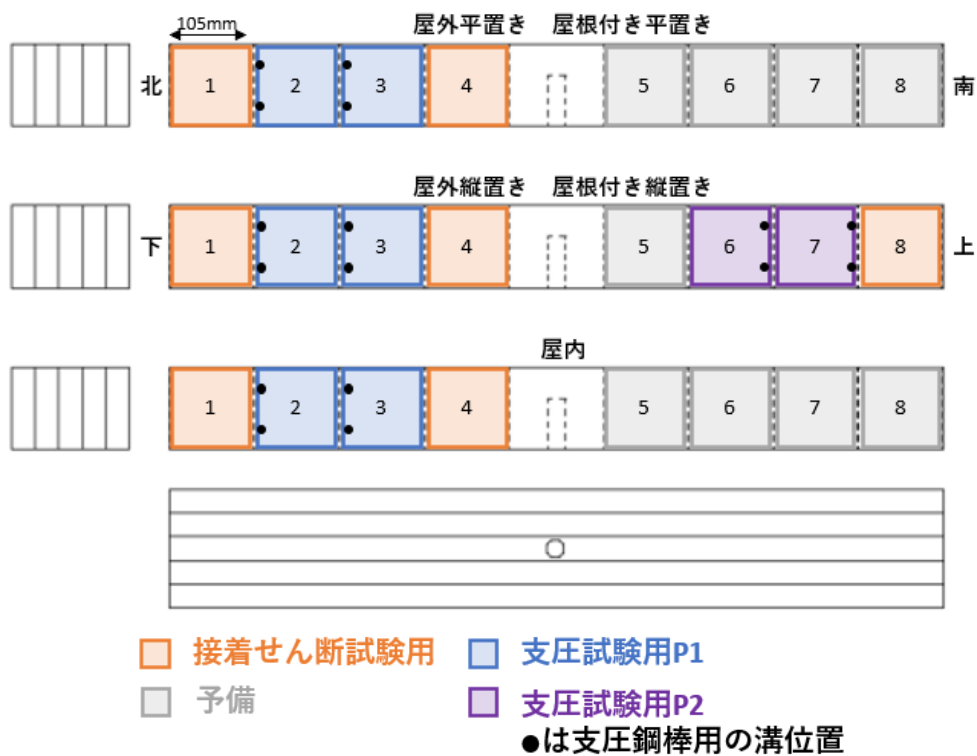 105mm
屋外平置き 屋根付き平置き
北 1 2 3 4 5 6 7 8 南
屋外縦置き 屋根付き縦置き
下 1 2 3 4 5 6 7 8 上
屋内
1 2 3 4 5 6 7 8
接着せん断試験用 支圧試験用P1
予備 支圧試験用P2
●は支圧鋼棒用の溝位置